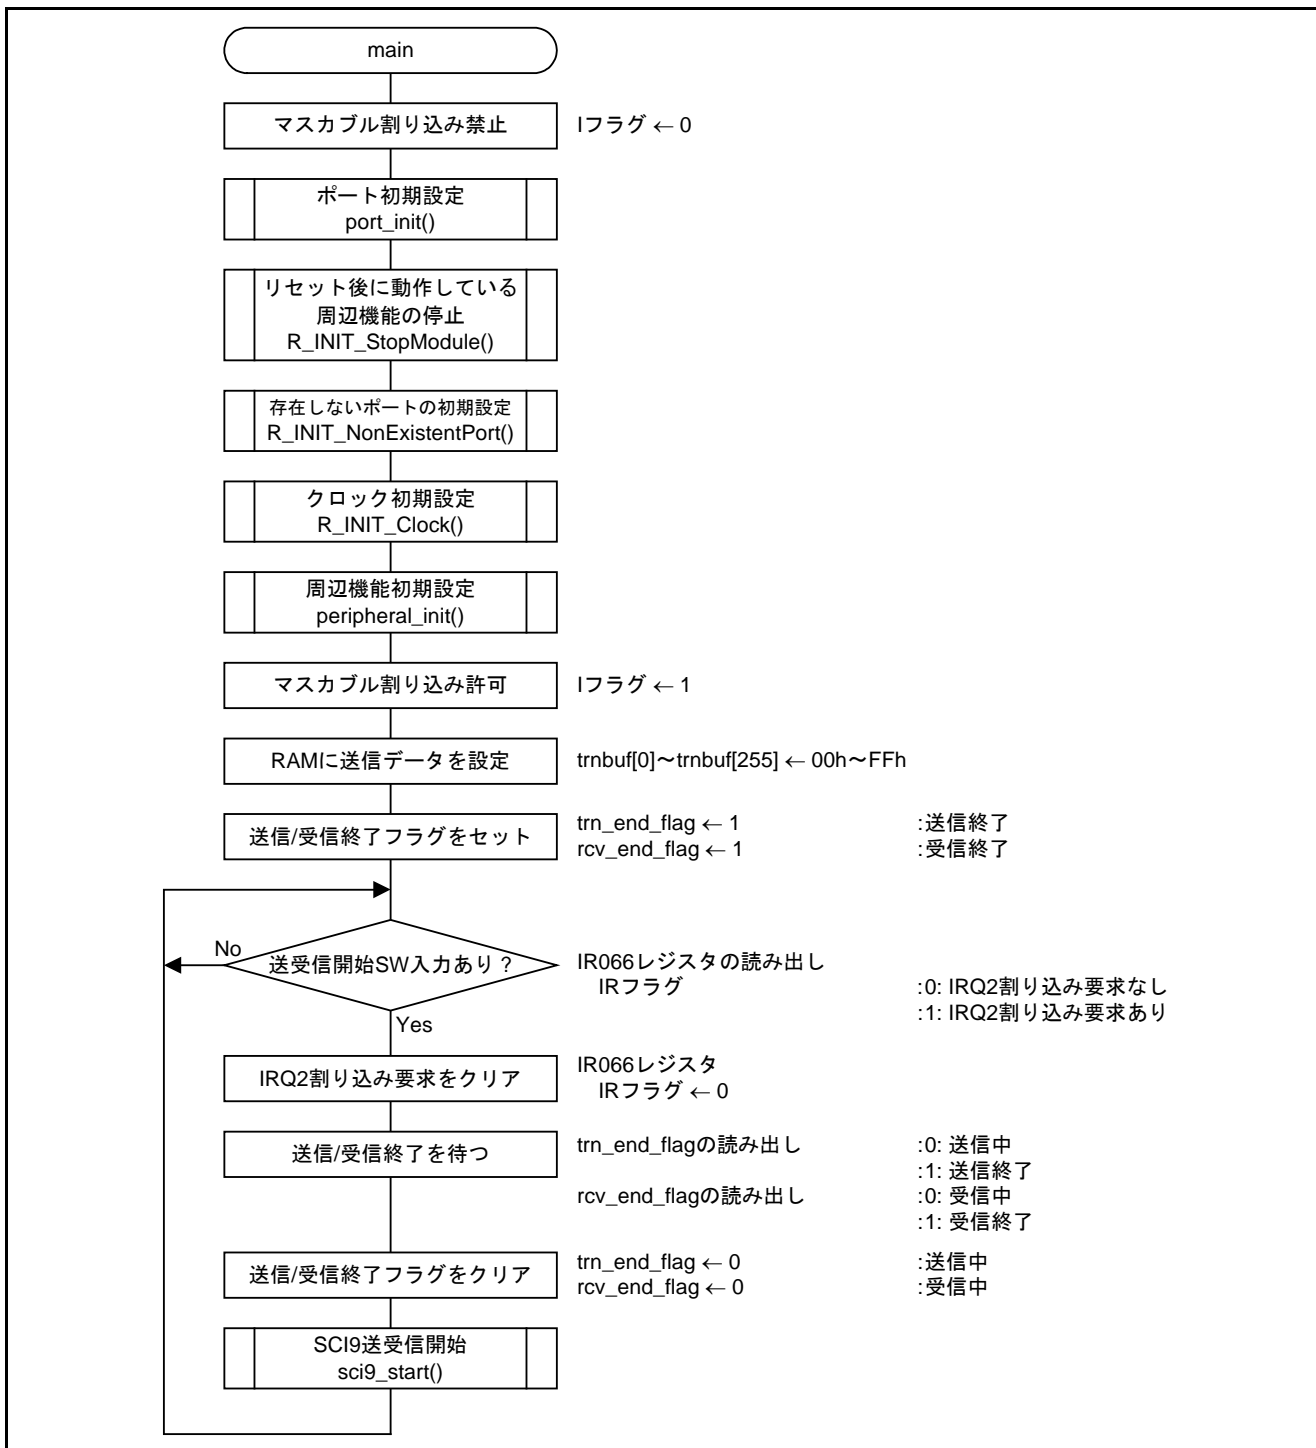 main
マスカブル割り込み禁止
Iフラグ ← 0
ポート初期設定
port_init()
リセット後に動作している
周辺機能の停止
R_INIT_StopModule()
存在しないポートの初期設定
R_INIT_NonExistentPort()
クロック初期設定
R_INIT_Clock()
周辺機能初期設定
peripheral_init()
マスカブル割り込み許可
Iフラグ ← 1
RAMに送信データを設定
trnbuf[0]～trnbuf[255] ← 00h～FFh
送信/受信終了フラグをセット
trn_end_flag ← 1 :送信終了
rcv_end_flag ← 1 :受信終了
No
送受信開始SW入力あり？
IR066レジスタの読み出し
IRフラグ :0: IRQ2割り込み要求なし
:1: IRQ2割り込み要求あり
Yes
IRQ2割り込み要求をクリア
IR066レジスタ
IRフラグ ← 0
送信/受信終了を待つ
trn_end_flagの読み出し :0: 送信中
:1: 送信終了
rcv_end_flagの読み出し :0: 受信中
:1: 受信終了
送信/受信終了フラグをクリア
trn_end_flag ← 0 :送信中
rcv_end_flag ← 0 :受信中
SCI9送受信開始
sci9_start()